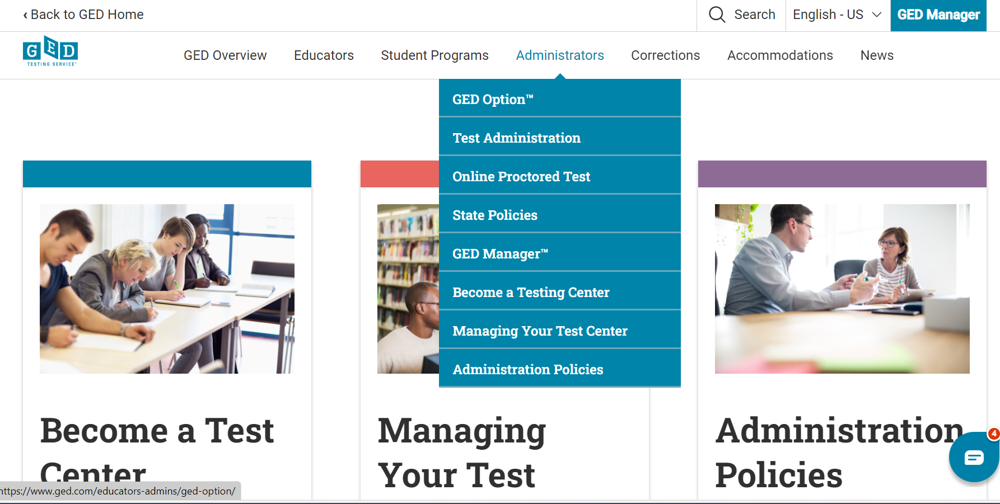 ‹ Back to GED Home
Search
English - US
GED Manager
GED
TESTING SERVICE®
GED Overview
Educators
Student Programs
Administrators
Corrections
Accommodations
News
GED Option™
Test Administration
Online Proctored Test
State Policies
GED Manager™
Become a Testing Center
Managing Your Test Center
Administration Policies
Become a Test
Center
Managing
Your Test
Administration
Policies
4
https://www.ged.com/educators-admins/ged-option/